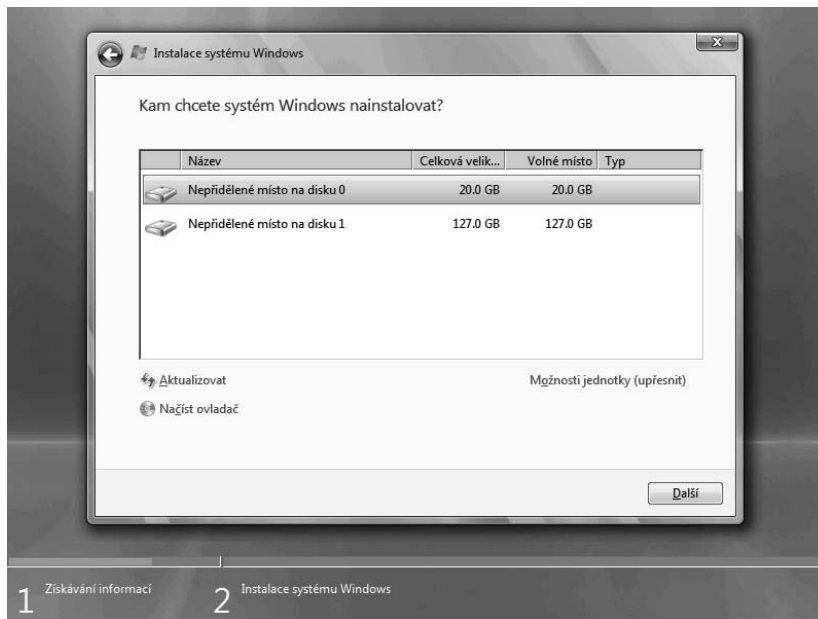 Instalace systému Windows
Kam chcete systém Windows nainstalovat?
Název Celková velik... Volné místo Typ
Nepřidělené místo na disku 0 20.0 GB 20.0 GB
Nepřidělené místo na disku 1 127.0 GB 127.0 GB
Aktualizovat Možnosti jednotky (upřesnit)
Načíst ovladač
Další
1 Získávání informací 2 Instalace systému Windows